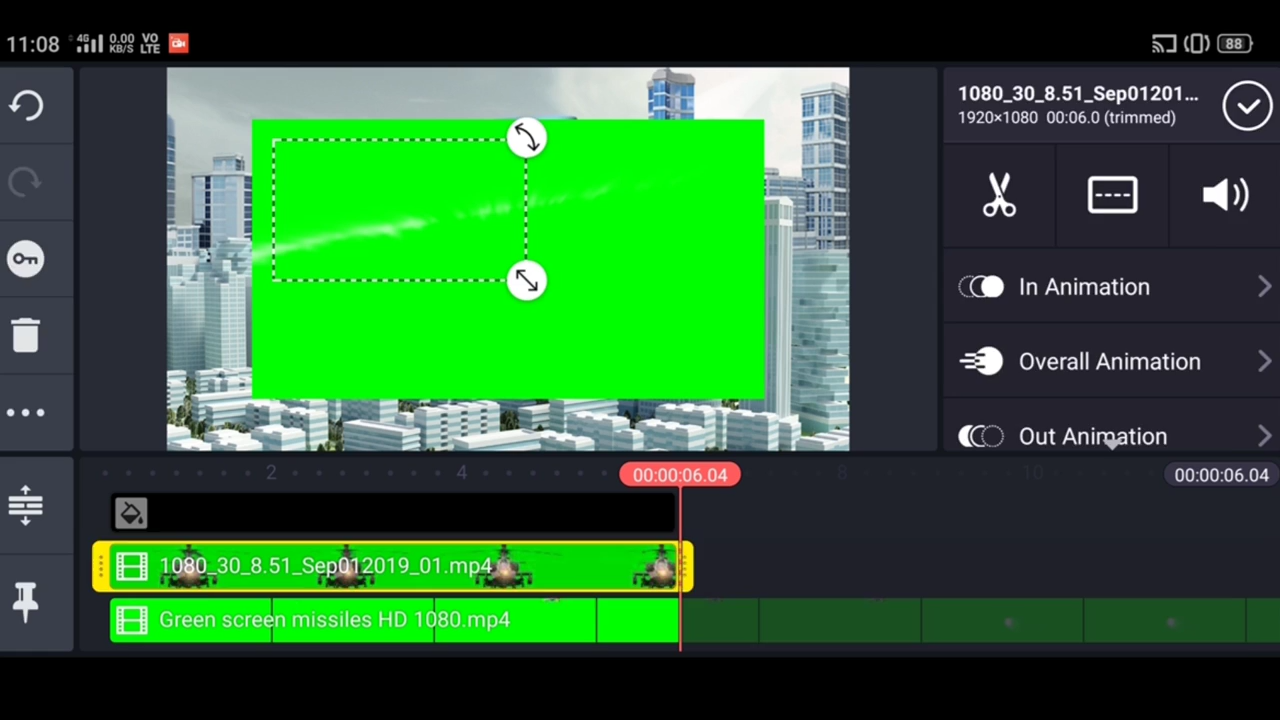 11:08 4G 0.00 KB/S VO LTE 88
1080_30_8.51_Sep01201...
1920×1080 00:06.0 (trimmed)
In Animation
Overall Animation
Out Animation
2 4 00:00:06.04 8 10 00:00:06.04
1080_30_8.51_Sep012019_01.mp4
Green screen missiles HD 1080.mp4